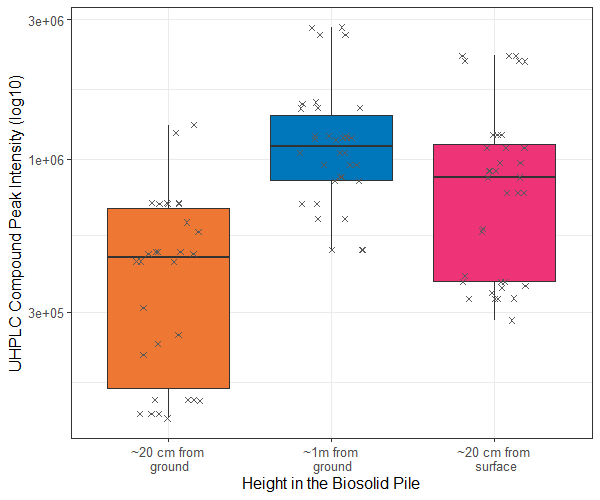 UHPLC Compound Peak Intensity (log10)
3e+06
1e+06
3e+05
~20 cm from
ground
~1m from
ground
~20 cm from
surface
Height in the Biosolid Pile